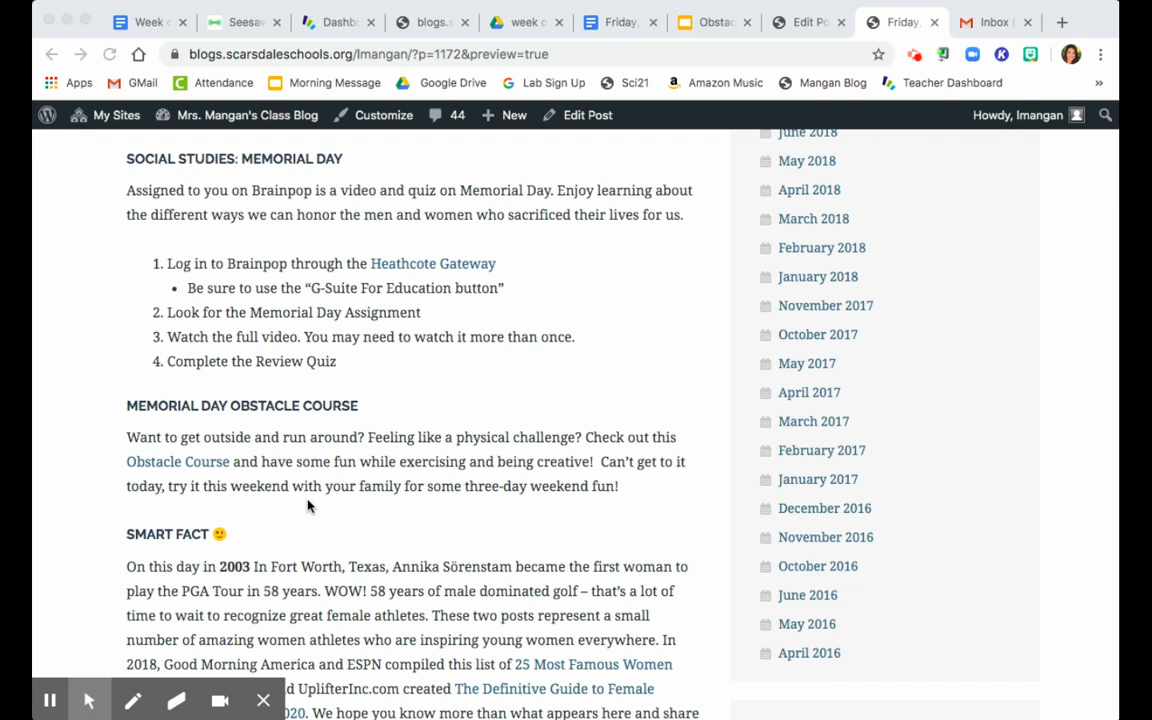 Week o
Seesaw
Dashb
blogs.s
week o
Friday,
Obstac
Edit Po
Friday,
Inbox (
blogs.scarsdaleschools.org/lmangan/?p=1172&preview=true
Apps
GMail
Attendance
Morning Message
Google Drive
Lab Sign Up
Sci21
Amazon Music
Mangan Blog
Teacher Dashboard
»
My Sites
Mrs. Mangan's Class Blog
Customize
44
New
Edit Post
Howdy, lmangan
SOCIAL STUDIES: MEMORIAL DAY
Assigned to you on Brainpop is a video and quiz on Memorial Day. Enjoy learning about
the different ways we can honor the men and women who sacrificed their lives for us.
1. Log in to Brainpop through the Heathcote Gateway
• Be sure to use the “G-Suite For Education button”
2. Look for the Memorial Day Assignment
3. Watch the full video. You may need to watch it more than once.
4. Complete the Review Quiz
MEMORIAL DAY OBSTACLE COURSE
Want to get outside and run around? Feeling like a physical challenge? Check out this
Obstacle Course and have some fun while exercising and being creative!  Can’t get to it
today, try it this weekend with your family for some three-day weekend fun!
SMART FACT 🙂
On this day in 2003 In Fort Worth, Texas, Annika Sörenstam became the first woman to
play the PGA Tour in 58 years. WOW! 58 years of male dominated golf – that’s a lot of
time to wait to recognize great female athletes. These two posts represent a small
number of amazing women athletes who are inspiring young women everywhere. In
2018, Good Morning America and ESPN compiled this list of 25 Most Famous Women
d UplifterInc.com created The Definitive Guide to Female
020. We hope you know more than what appears here and share
June 2018
May 2018
April 2018
March 2018
February 2018
January 2018
November 2017
October 2017
May 2017
April 2017
March 2017
February 2017
January 2017
December 2016
November 2016
October 2016
June 2016
May 2016
April 2016